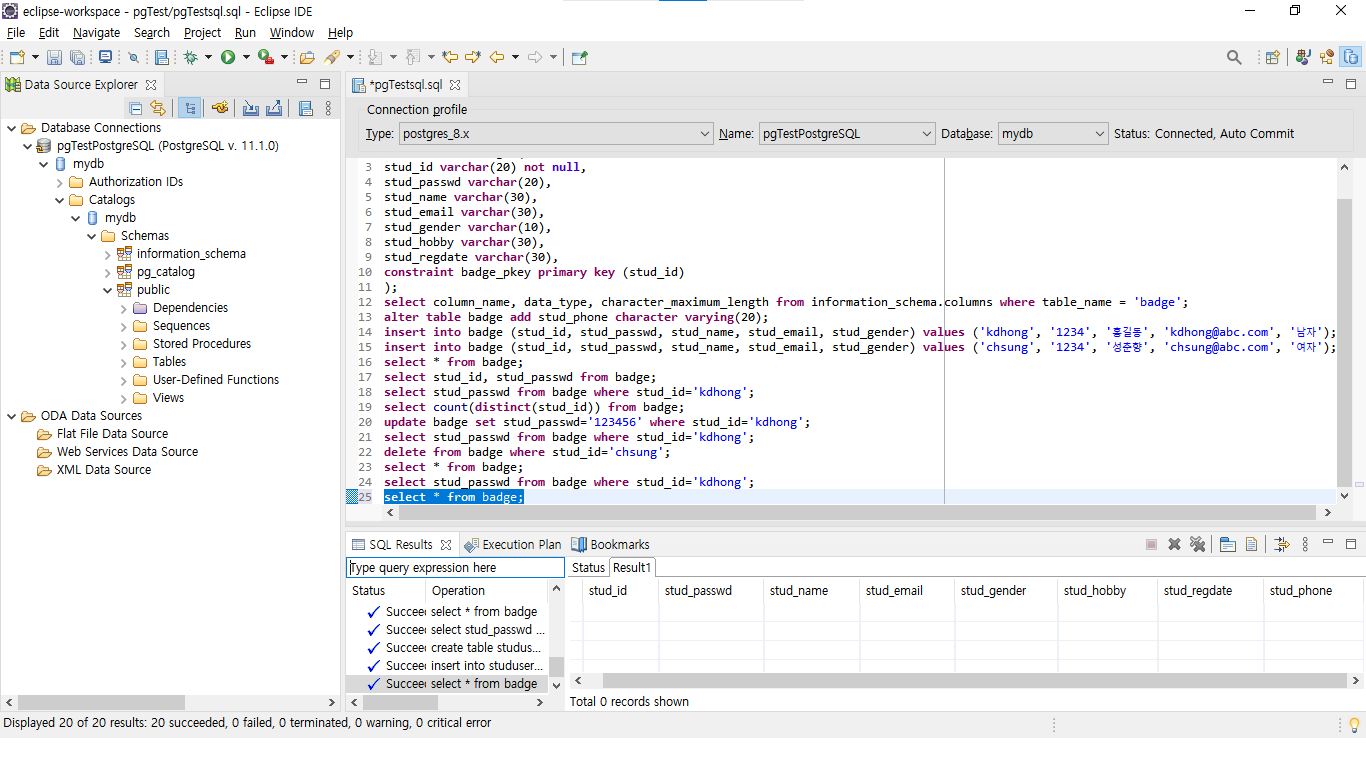 eclipse-workspace - pgTest/pgTestsql.sql - Eclipse IDE
File Edit Navigate Search Project Run Window Help
Data Source Explorer
Database Connections
pgTestPostgreSQL (PostgreSQL v. 11.1.0)
mydb
Authorization IDs
Catalogs
mydb
Schemas
information_schema
pg_catalog
public
Dependencies
Sequences
Stored Procedures
Tables
User-Defined Functions
Views
ODA Data Sources
Flat File Data Source
Web Services Data Source
XML Data Source
*pgTestsql.sql
Connection profile
Type: postgres_8.x Name: pgTestPostgreSQL Database: mydb Status: Connected, Auto Commit
3 stud_id varchar(20) not null,
4 stud_passwd varchar(20),
5 stud_name varchar(30),
6 stud_email varchar(30),
7 stud_gender varchar(10),
8 stud_hobby varchar(30),
9 stud_regdate varchar(30),
10 constraint badge_pkey primary key (stud_id)
11 );
12 select column_name, data_type, character_maximum_length from information_schema.columns where table_name = 'badge';
13 alter table badge add stud_phone character varying(20);
14 insert into badge (stud_id, stud_passwd, stud_name, stud_email, stud_gender) values ('kdhong', '1234', '홍길동', 'kdhong@abc.com', '남자');
15 insert into badge (stud_id, stud_passwd, stud_name, stud_email, stud_gender) values ('chsung', '1234', '성춘향', 'chsung@abc.com', '여자');
16 select * from badge;
17 select stud_id, stud_passwd from badge;
18 select stud_passwd from badge where stud_id='kdhong';
19 select count(distinct(stud_id)) from badge;
20 update badge set stud_passwd='123456' where stud_id='kdhong';
21 select stud_passwd from badge where stud_id='kdhong';
22 delete from badge where stud_id='chsung';
23 select * from badge;
24 select stud_passwd from badge where stud_id='kdhong';
25 select * from badge;
SQL Results Execution Plan Bookmarks
Type query expression here
Status Operation
Succee select * from badge
Succee select stud_passwd ...
Succee create table studus...
Succee insert into studuser...
Succee select * from badge
Status Result1
stud_id stud_passwd stud_name stud_email stud_gender stud_hobby stud_regdate stud_phone
Total 0 records shown
Displayed 20 of 20 results: 20 succeeded, 0 failed, 0 terminated, 0 warning, 0 critical error